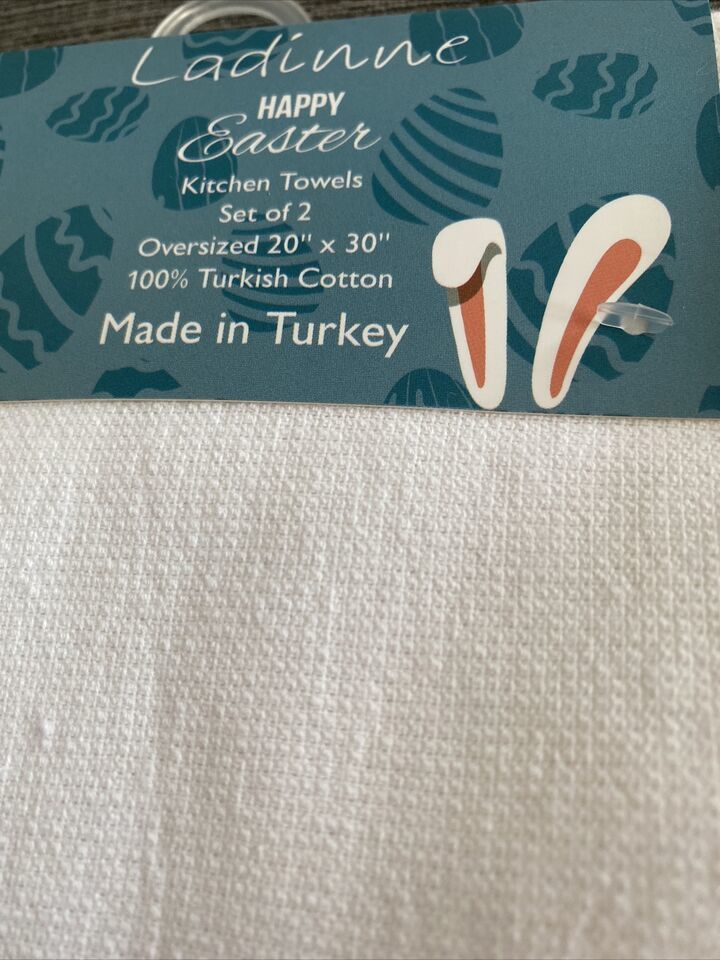 Ladinne
HAPPY
Easter
Kitchen Towels
Set of 2
Oversized 20" x 30"
100% Turkish Cotton
Made in Turkey